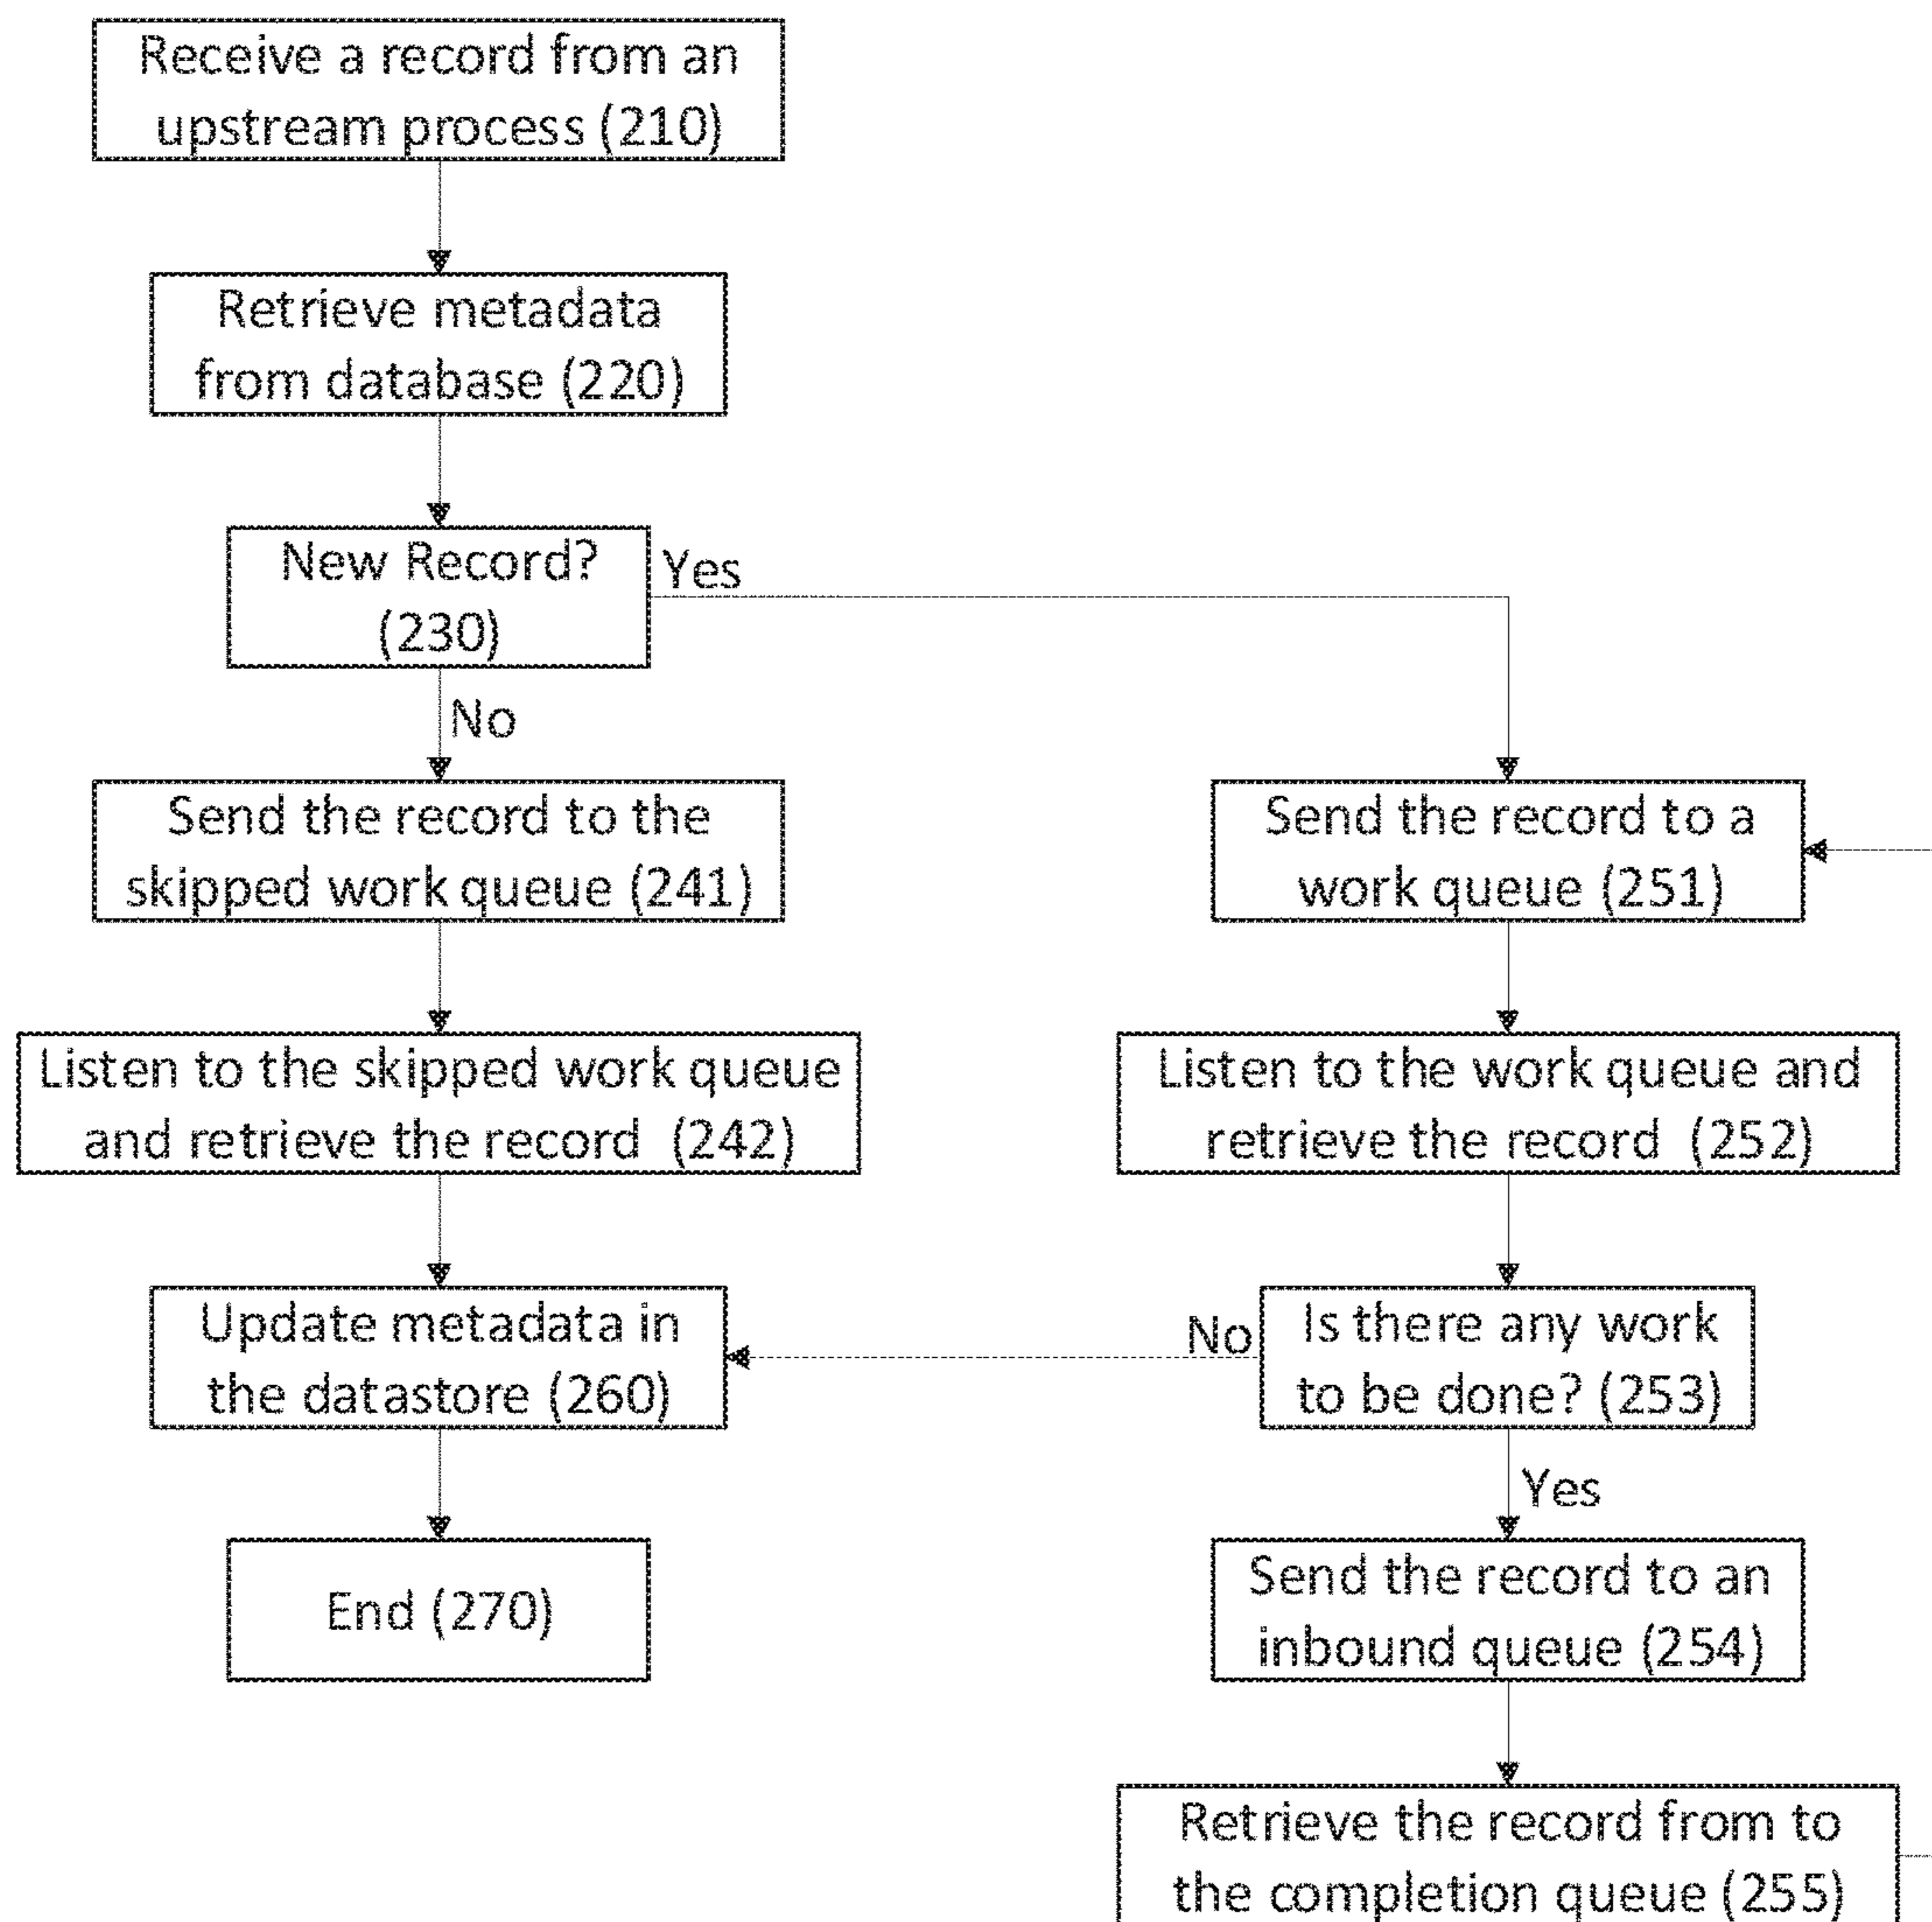 Receive a record from an
upstream process (210)
Retrieve metadata
from database (220)
New Record?
(230)
Yes
No
Send the record to the
skipped work queue (241)
Send the record to a
work queue (251)
Listen to the skipped work queue
and retrieve the record (242)
Listen to the work queue and
retrieve the record (252)
Update metadata in
the datastore (260)
No
Is there any work
to be done? (253)
Yes
End (270)
Send the record to an
inbound queue (254)
Retrieve the record from to
the completion queue (255)